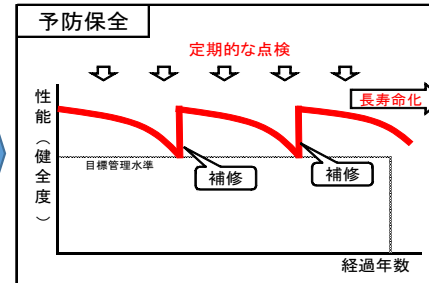 予防保全
定期的な点検
長寿命化
性能（健全度）
目標管理水準
補修
補修
経過年数